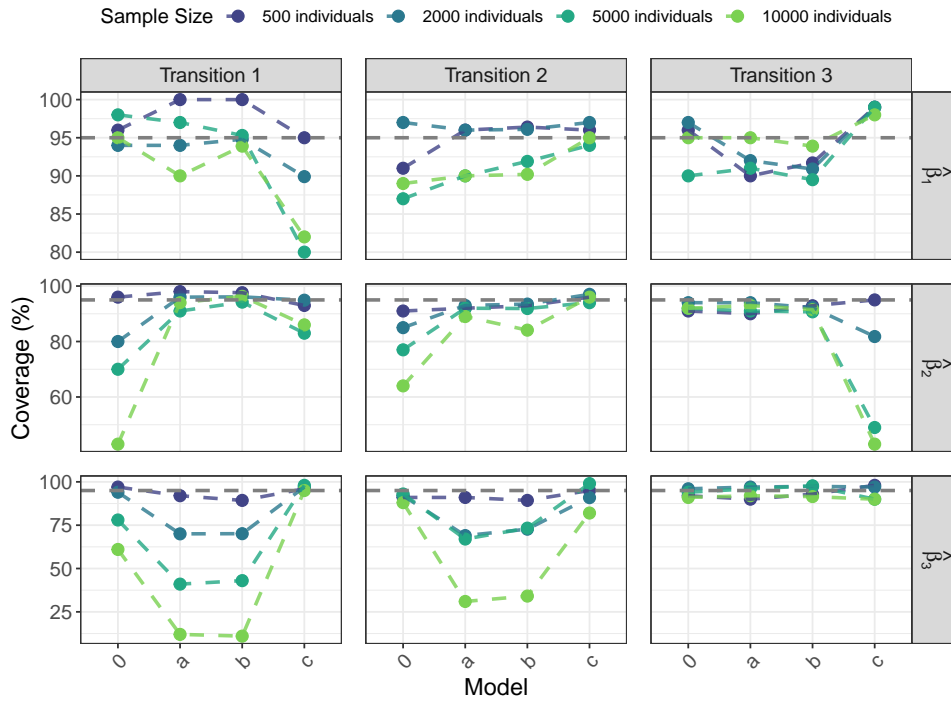 Sample Size 500 individuals 2000 individuals 5000 individuals 10000 individuals
Transition 1 Transition 2 Transition 3
100
95
90
85
80
β̂1
100
80
60
β̂2
100
75
50
25
β̂3
Coverage (%)
0 a b c 0 a b c 0 a b c
Model